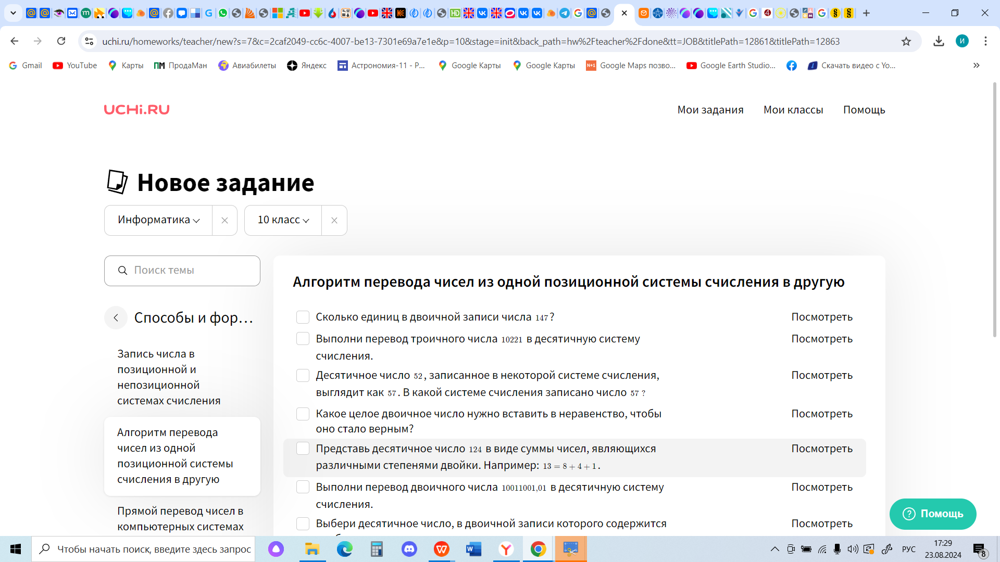 uchi.ru/homeworks/teacher/new?s=7&c=2caf2049-cc6c-4007-be13-7301e69a7e1e&p=10&stage=init&back_path=hw%2Fteacher%2Fdone&tt=JOB&titlePath=12861&titlePath=12863
И
Gmail YouTube Карты ПродаМан Авиабилеты Яндекс Астрономия-11 - Р... Google Карты Google Карты Google Maps позво... Google Earth Studio... Скачать видео с Yo...
UCHi.RU
Мои задания Мои классы Помощь
Новое задание
Информатика 10 класс
Поиск темы
Способы и фор...
Запись числа в
позиционной и
непозиционной
системах счисления
Алгоритм перевода
чисел из одной
позиционной системы
счисления в другую
Прямой перевод чисел в
компьютерных системах
Алгоритм перевода чисел из одной позиционной системы счисления в другую
Сколько единиц в двоичной записи числа 147? Посмотреть
Выполни перевод троичного числа 10221 в десятичную систему Посмотреть
счисления.
Десятичное число 52, записанное в некоторой системе счисления, Посмотреть
выглядит как 57. В какой системе счисления записано число 57 ?
Какое целое двоичное число нужно вставить в неравенство, чтобы Посмотреть
оно стало верным?
Представь десятичное число 124 в виде суммы чисел, являющихся Посмотреть
различными степенями двойки. Например: 13 = 8 + 4 + 1.
Выполни перевод двоичного числа 10011001,01 в десятичную систему Посмотреть
счисления.
Выбери десятичное число, в двоичной записи которого содержится Посмотреть
Помощь
Чтобы начать поиск, введите здесь запрос
РУС
17:29
23.08.2024
8